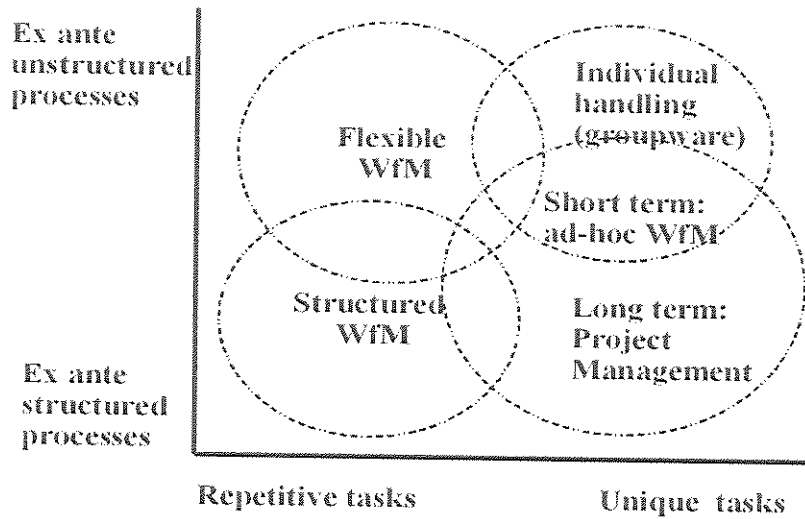 Ex ante
unstructured
processes
Individual
handling
(groupware)
Flexible
WfM
Short term:
ad-hoc WfM
Structured
WfM
Long term:
Project
Management
Ex ante
structured
processes
Repetitive tasks
Unique tasks